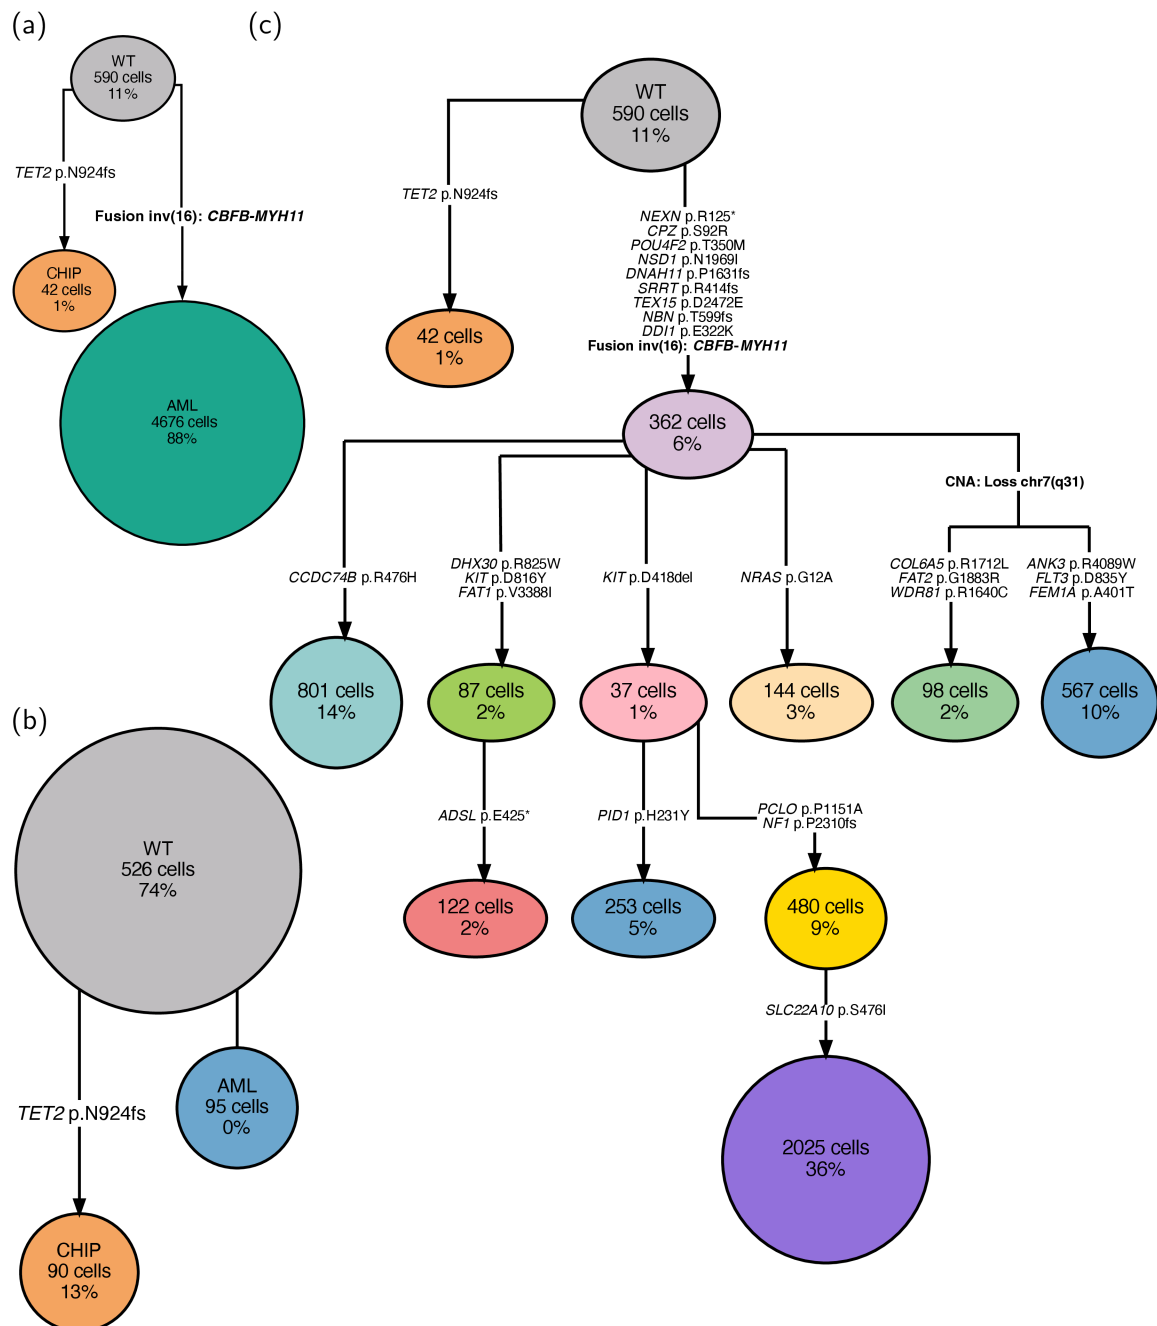 (a)
WT
590 cells
11%
TET2 p.N924fs
Fusion inv(16): CBFB-MYH11
CHIP
42 cells
1%
AML
4676 cells
88%
(b)
WT
526 cells
74%
AML
95 cells
0%
TET2 p.N924fs
CHIP
90 cells
13%
(c)
WT
590 cells
11%
TET2 p.N924fs
42 cells
1%
NEXN p.R125*
CPZ p.S92R
POU4F2 p.T350M
NSD1 p.N1969I
DNAH11 p.P1631fs
SRRT p.R414fs
TEX15 p.D2472E
NBN p.T599fs
DDI1 p.E322K
Fusion inv(16): CBFB-MYH11
362 cells
6%
CNA: Loss chr7(q31)
CCDC74B p.R476H
DHX30 p.R825W
KIT p.D816Y
FAT1 p.V3388I
KIT p.D418del
NRAS p.G12A
COL6A5 p.R1712L
FAT2 p.G1883R
WDR81 p.R1640C
ANK3 p.R4089W
FLT3 p.D835Y
FEM1A p.A401T
801 cells
14%
87 cells
2%
37 cells
1%
144 cells
3%
98 cells
2%
567 cells
10%
ADSL p.E425*
PID1 p.H231Y
PCLO p.P1151A
NF1 p.P2310fs
122 cells
2%
253 cells
5%
480 cells
9%
SLC22A10 p.S476I
2025 cells
36%